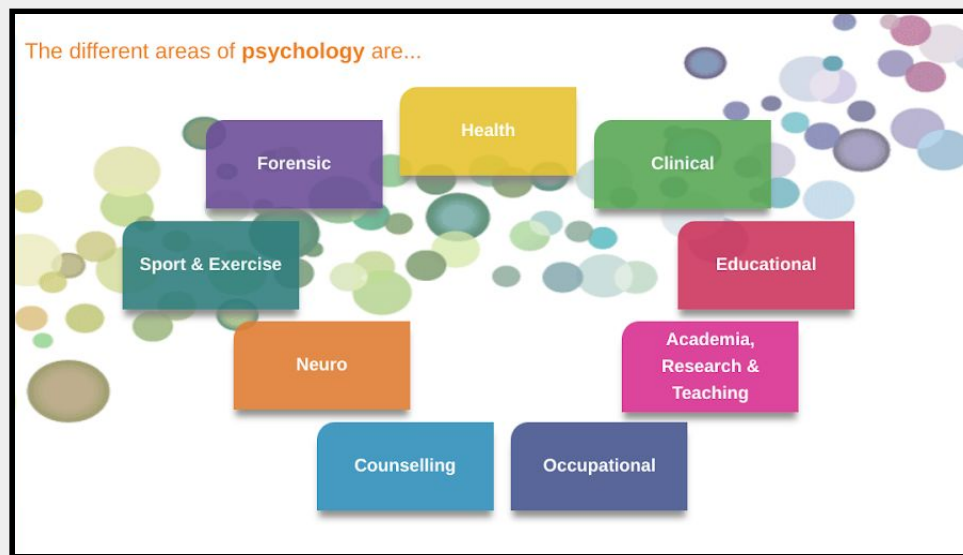 The different areas of psychology are...
Health
Forensic
Clinical
Sport & Exercise
Educational
Neuro
Academia,
Research &
Teaching
Counselling
Occupational